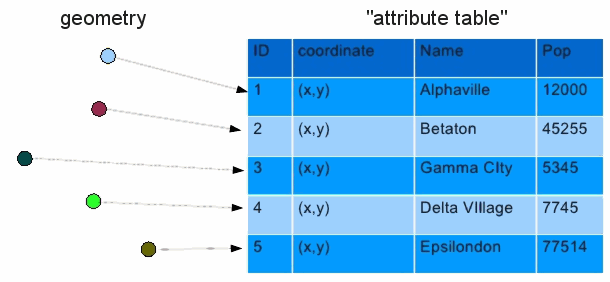 geometry "attribute table"
ID coordinate Name Pop
1 (x,y) Alphaville 12000
2 (x,y) Betaton 45255
3 (x,y) Gamma CIty 5345
4 (x,y) Delta VIllage 7745
5 (x,y) Epsilondon 77514